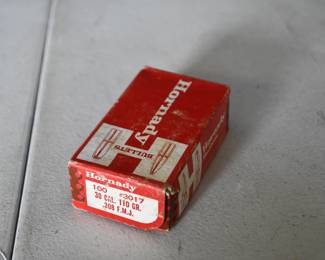 Hornady
BULLETS
Hornady
100 #3017
30 CAL. 110 GR.
.308 F.M.J.